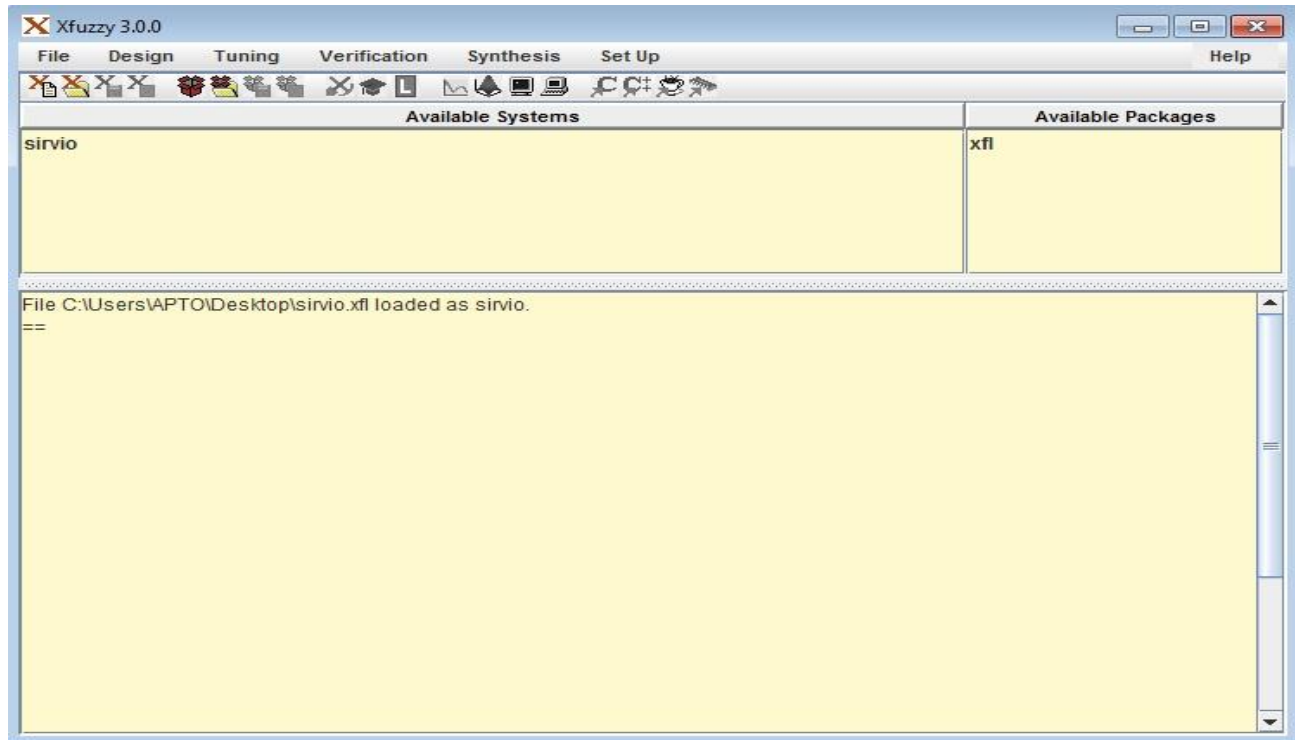 Xfuzzy 3.0.0
File Design Tuning Verification Synthesis Set Up Help
Available Systems Available Packages
sirvio xfl
File C:\Users\APTO\Desktop\sirvio.xfl loaded as sirvio.
==